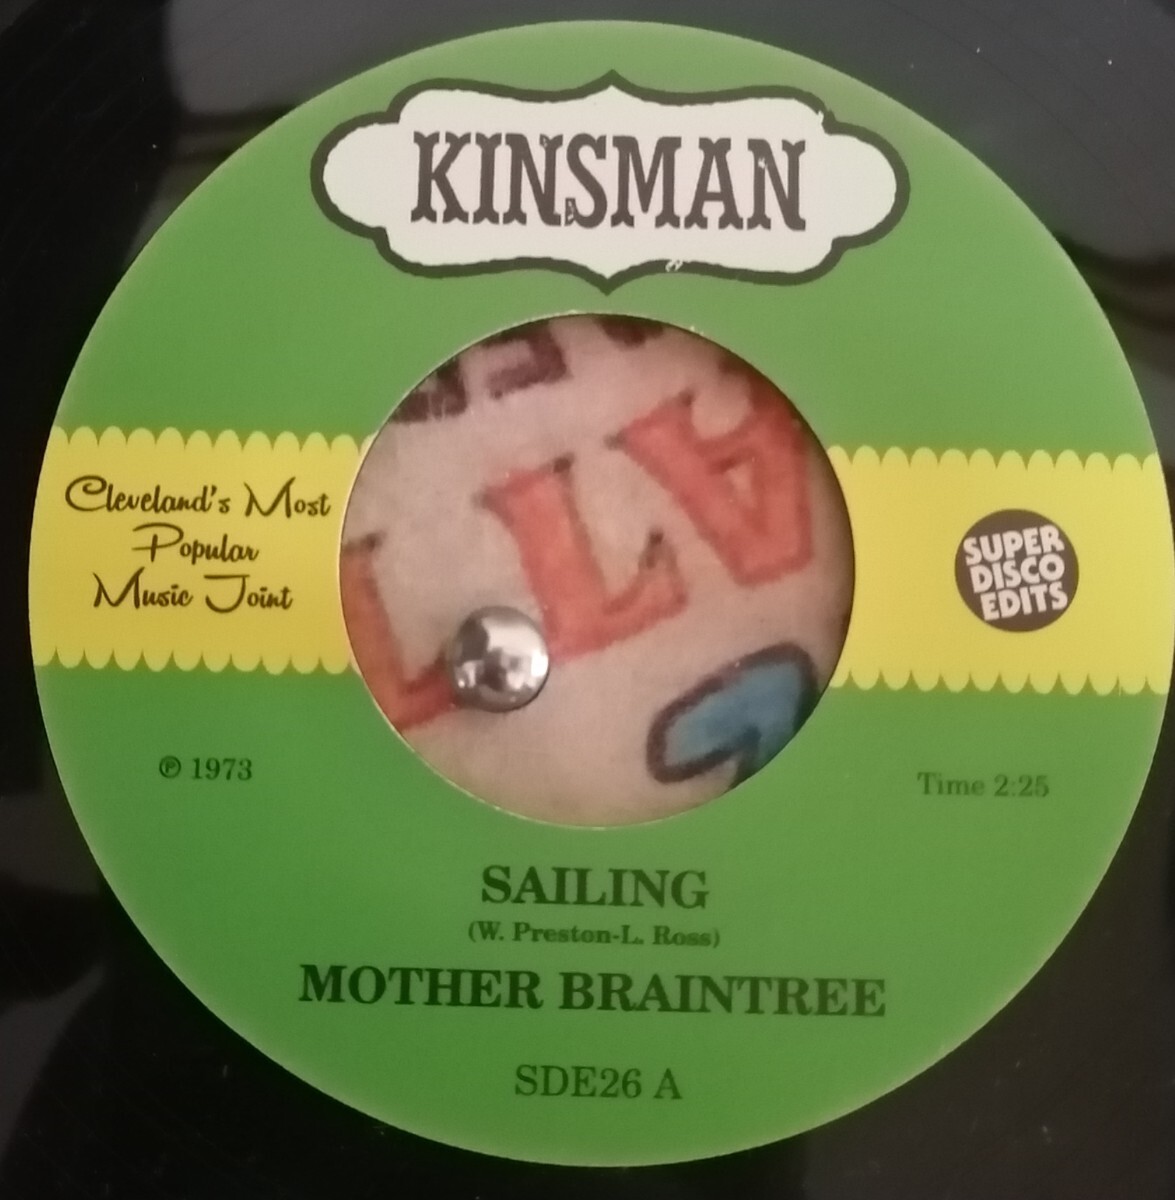 KINSMAN
Cleveland's Most
Popular
Music Joint
SUPER
DISCO
EDITS
℗ 1973
Time 2:25
SAILING
(W. Preston-L. Ross)
MOTHER BRAINTREE
SDE26 A